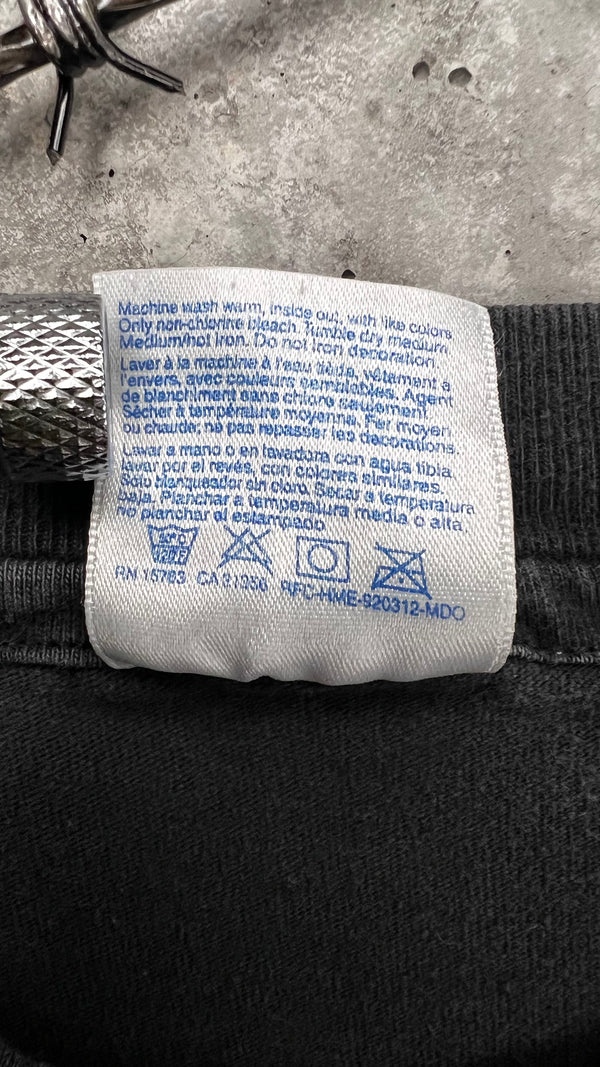 Machine wash warm, inside out, with like colors
Only non-chlorine bleach. Tumble dry medium
Medium/hot iron. Do not iron decoration.
Laver à la machine à l'eau tiède, vêtement a
l'envers, avec couleurs semblables. Agent
de blanchiment sans chlore seulement
Sécher à température moyenne. Fer moyen
ou chaude; ne pas repasser les decorations.
Lavar a mano o en lavadora con agua tibla
lavar por el revés, con colores similares.
Solo blanqueador sin cloro. Secar a temperatura
baja. Planchar a temperatura media o alta,
no planchar el estampado
RN 15763 CA 21236 RFC-HME-920312-MDO